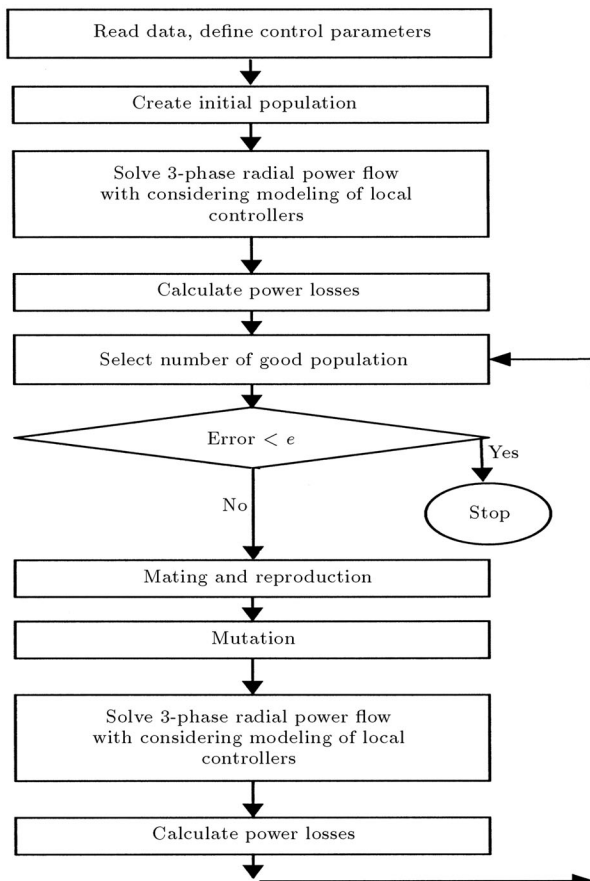 Read data, define control parameters
Create initial population
Solve 3-phase radial power flow
with considering modeling of local
controllers
Calculate power losses
Select number of good population
Error < e
Yes
Stop
No
Mating and reproduction
Mutation
Solve 3-phase radial power flow
with considering modeling of local
controllers
Calculate power losses